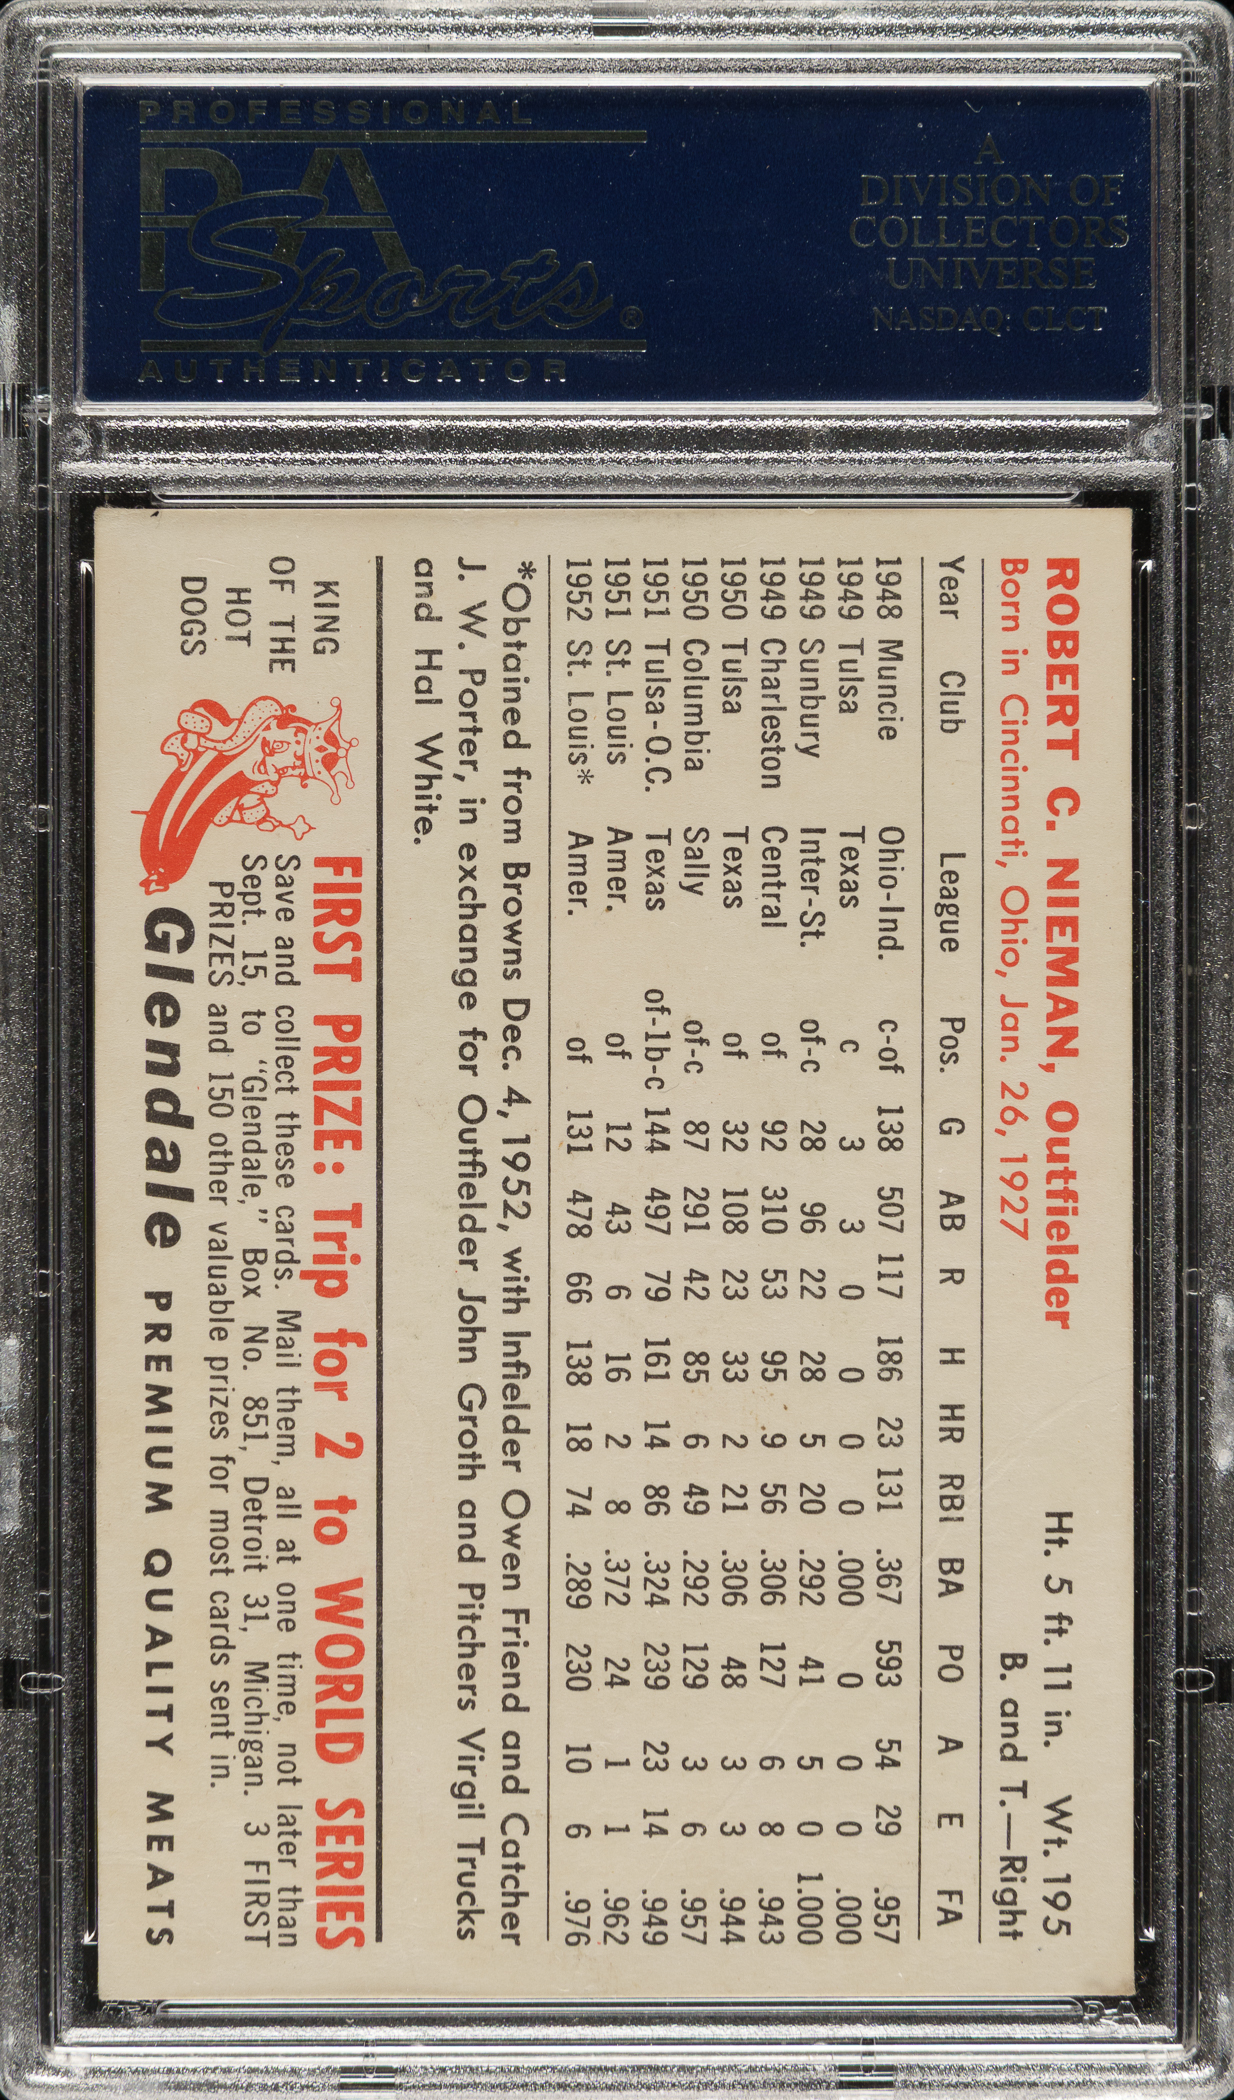 PROFESSIONAL
PSA
Sports®
AUTHENTICATOR
A
DIVISION OF
COLLECTORS
UNIVERSE
NASDAQ: CLCT
ROBERT C. NIEMAN, Outfielder Ht. 5 ft. 11 in. Wt. 195
Born in Cincinnati, Ohio, Jan. 26, 1927 B. and T.—Right
Year Club League Pos. G AB R H HR RBI BA PO A E FA
1948 Muncie Ohio-Ind. c-of 138 507 117 186 23 131 .367 593 54 29 .957
1949 Tulsa Texas c 3 3 0 0 0 0 .000 0 0 0 .000
1949 Sunbury Inter-St. of-c 28 96 22 28 5 20 .292 41 5 0 1.000
1949 Charleston Central of 92 310 53 95 9 56 .306 127 6 8 .943
1950 Tulsa Texas of 32 108 23 33 2 21 .306 48 3 3 .944
1950 Columbia Sally of-c 87 291 42 85 6 49 .292 129 3 6 .957
1951 Tulsa-O.C. Texas of-1b-c 144 497 79 161 14 86 .324 239 23 14 .949
1951 St. Louis Amer. of 12 43 6 16 2 8 .372 24 1 1 .962
1952 St. Louis* Amer. of 131 478 66 138 18 74 .289 230 10 6 .976
*Obtained from Browns Dec. 4, 1952, with Infielder Owen Friend and Catcher
J. W. Porter, in exchange for Outfielder John Groth and Pitchers Virgil Trucks
and Hal White.
KING
OF THE
HOT
DOGS
FIRST PRIZE: Trip for 2 to WORLD SERIES
Save and collect these cards. Mail them, all at one time, not later than
Sept. 15, to "Glendale," Box No. 851, Detroit 31, Michigan. 3 FIRST
PRIZES and 150 other valuable prizes for most cards sent in.
Glendale PREMIUM QUALITY MEATS